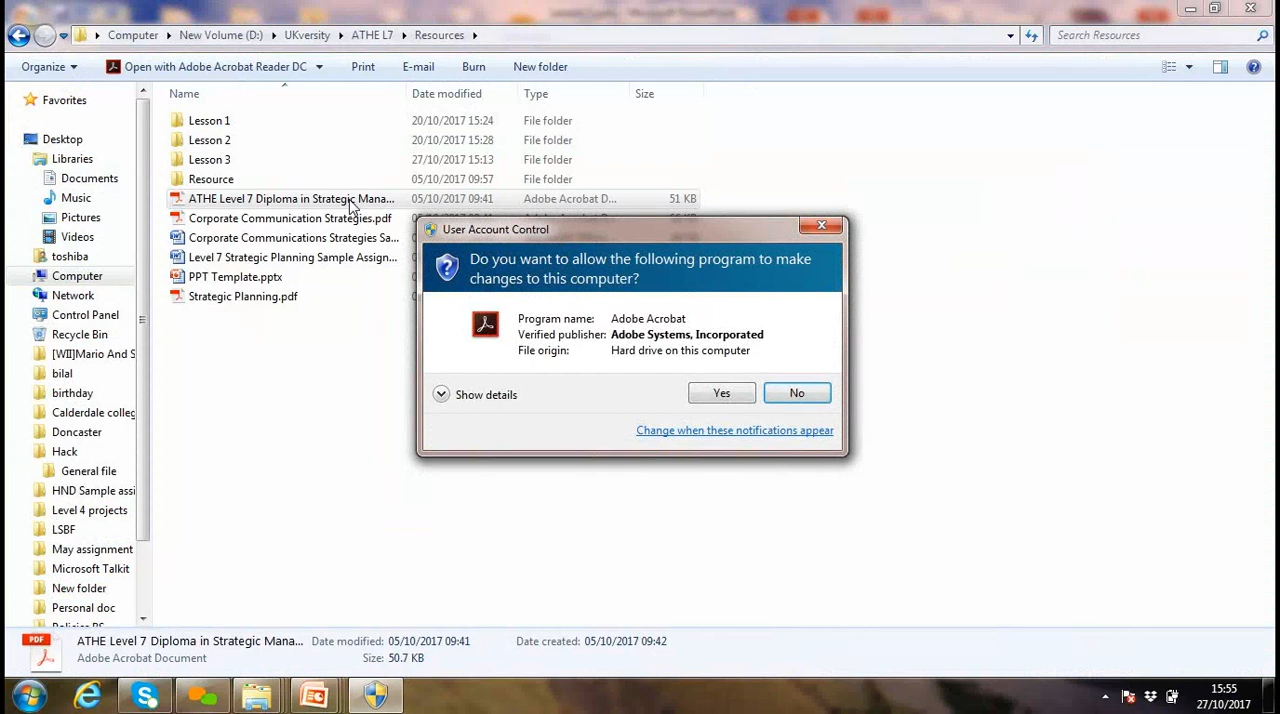 Computer New Volume (D:) UKversity ATHE L7 Resources Search Resources
Organize Open with Adobe Acrobat Reader DC Print E-mail Burn New folder
Name Date modified Type Size
Favorites
Desktop
Libraries
Documents
Music
Pictures
Videos
toshiba
Computer
Network
Control Panel
Recycle Bin
[WII]Mario And S
bilal
birthday
Calderdale colleg
Doncaster
Hack
General file
HND Sample assi
Level 4 projects
LSBF
May assignment
Microsoft Talkit
New folder
Personal doc
Lesson 1 20/10/2017 15:24 File folder
Lesson 2 20/10/2017 15:28 File folder
Lesson 3 27/10/2017 15:13 File folder
Resource 05/10/2017 09:57 File folder
ATHE Level 7 Diploma in Strategic Mana... 05/10/2017 09:41 Adobe Acrobat D... 51 KB
Corporate Communication Strategies.pdf
Corporate Communications Strategies Sa...
Level 7 Strategic Planning Sample Assign...
PPT Template.pptx
Strategic Planning.pdf
User Account Control
Do you want to allow the following program to make
changes to this computer?
Program name: Adobe Acrobat
Verified publisher: Adobe Systems, Incorporated
File origin: Hard drive on this computer
Show details Yes No
Change when these notifications appear
PDF
ATHE Level 7 Diploma in Strategic Mana... Date modified: 05/10/2017 09:41 Date created: 05/10/2017 09:42
Adobe Acrobat Document Size: 50.7 KB
15:55
27/10/2017